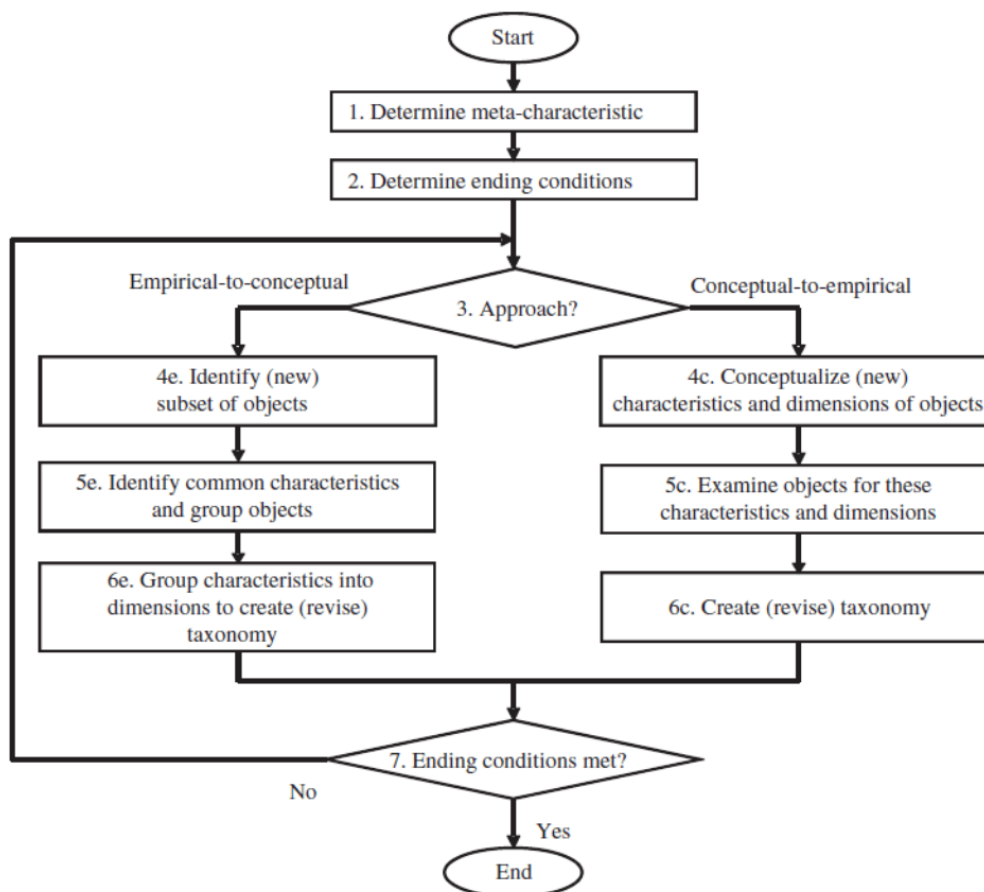 Start
1. Determine meta-characteristic
2. Determine ending conditions
Empirical-to-conceptual
Conceptual-to-empirical
3. Approach?
4e. Identify (new)
subset of objects
4c. Conceptualize (new)
characteristics and dimensions of objects
5e. Identify common characteristics
and group objects
5c. Examine objects for these
characteristics and dimensions
6e. Group characteristics into
dimensions to create (revise)
taxonomy
6c. Create (revise) taxonomy
7. Ending conditions met?
No
Yes
End